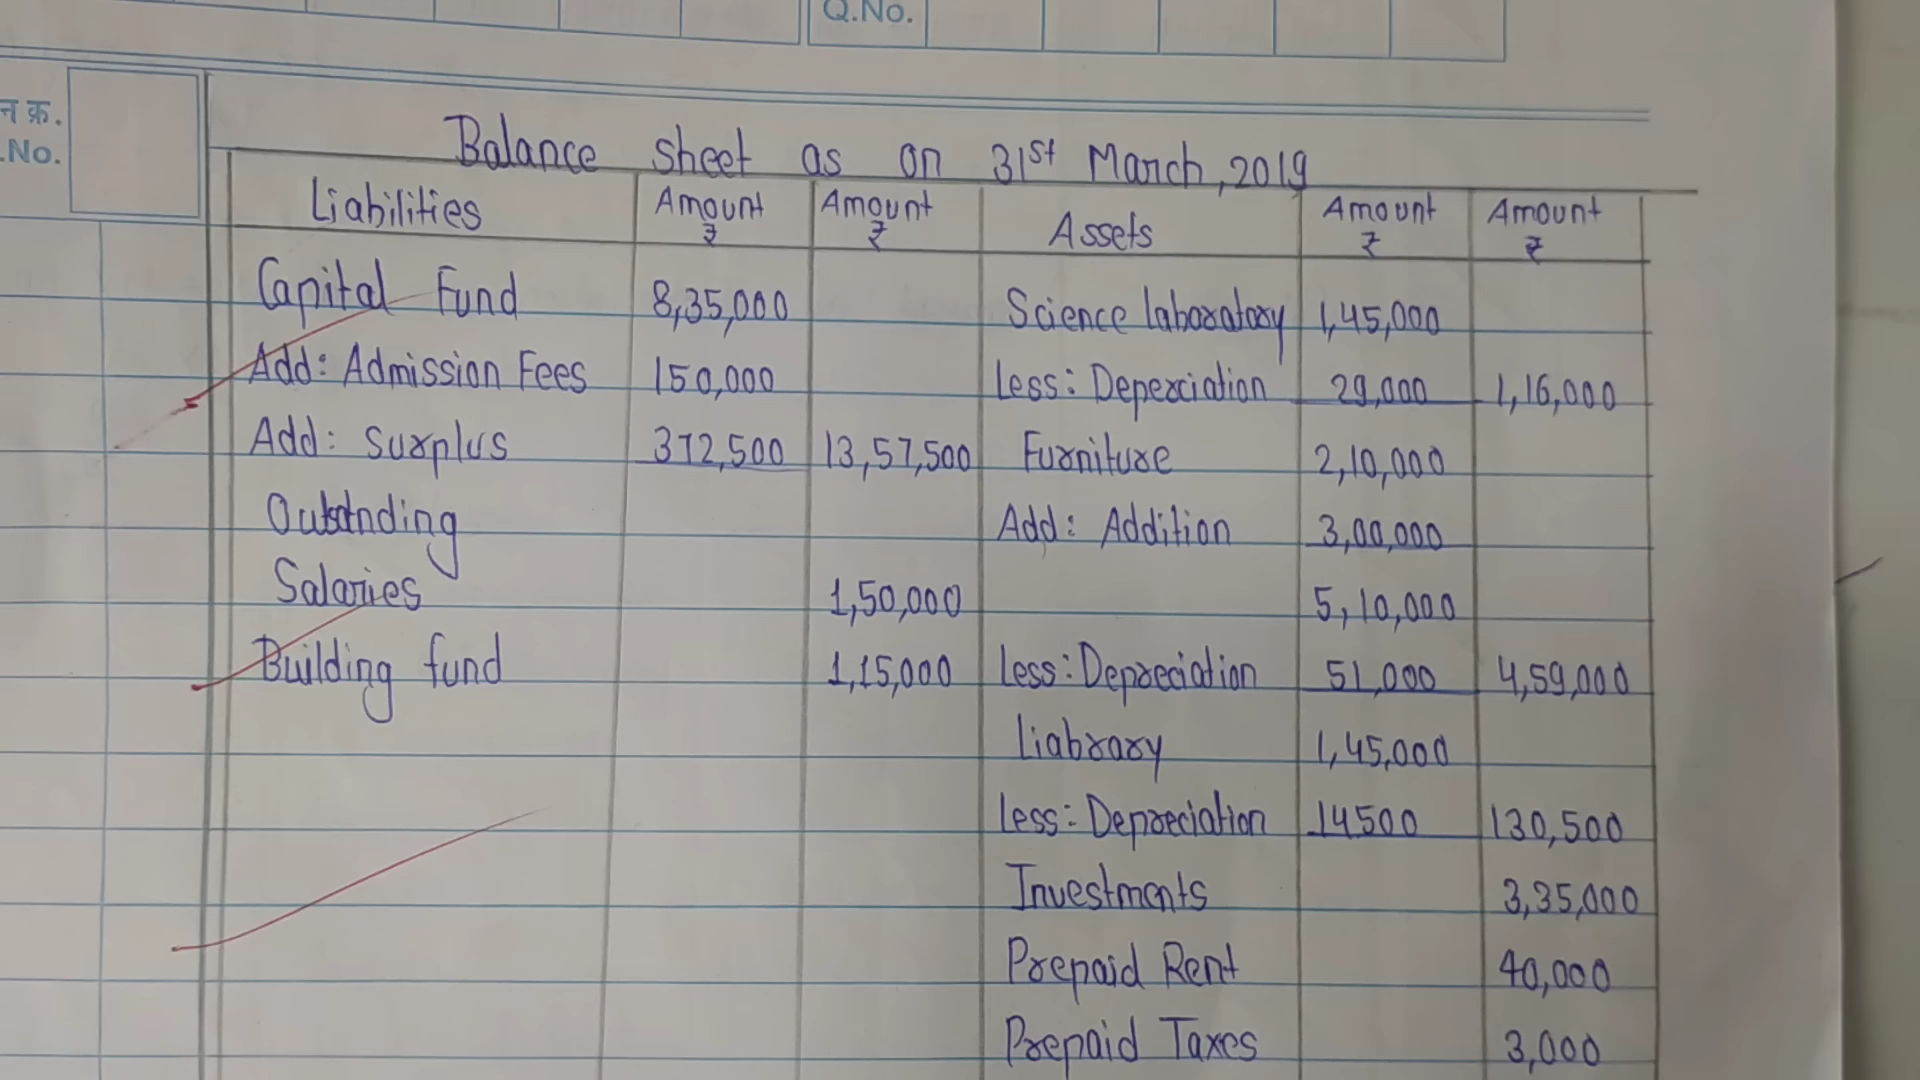 Q.No.
न क्र.
.No.
Balance sheet as on 31st March, 2019
Liabilities Amount ₹ Amount ₹ Assets Amount ₹ Amount ₹
Capital Fund 8,35,000 Science laboratory 1,45,000
Add: Admission Fees 150,000 Less: Deperciation 29,000 1,16,000
Add: Surplus 372,500 13,57,500 Furniture 2,10,000
Outstnding Add: Addition 3,00,000
Salaries 1,50,000 5,10,000
Building fund 1,15,000 Less: Depreciation 51,000 4,59,000
Liabrary 1,45,000
Less: Depreciation 14500 130,500
Investments 3,35,000
Prepaid Rent 40,000
Prepaid Taxes 3,000